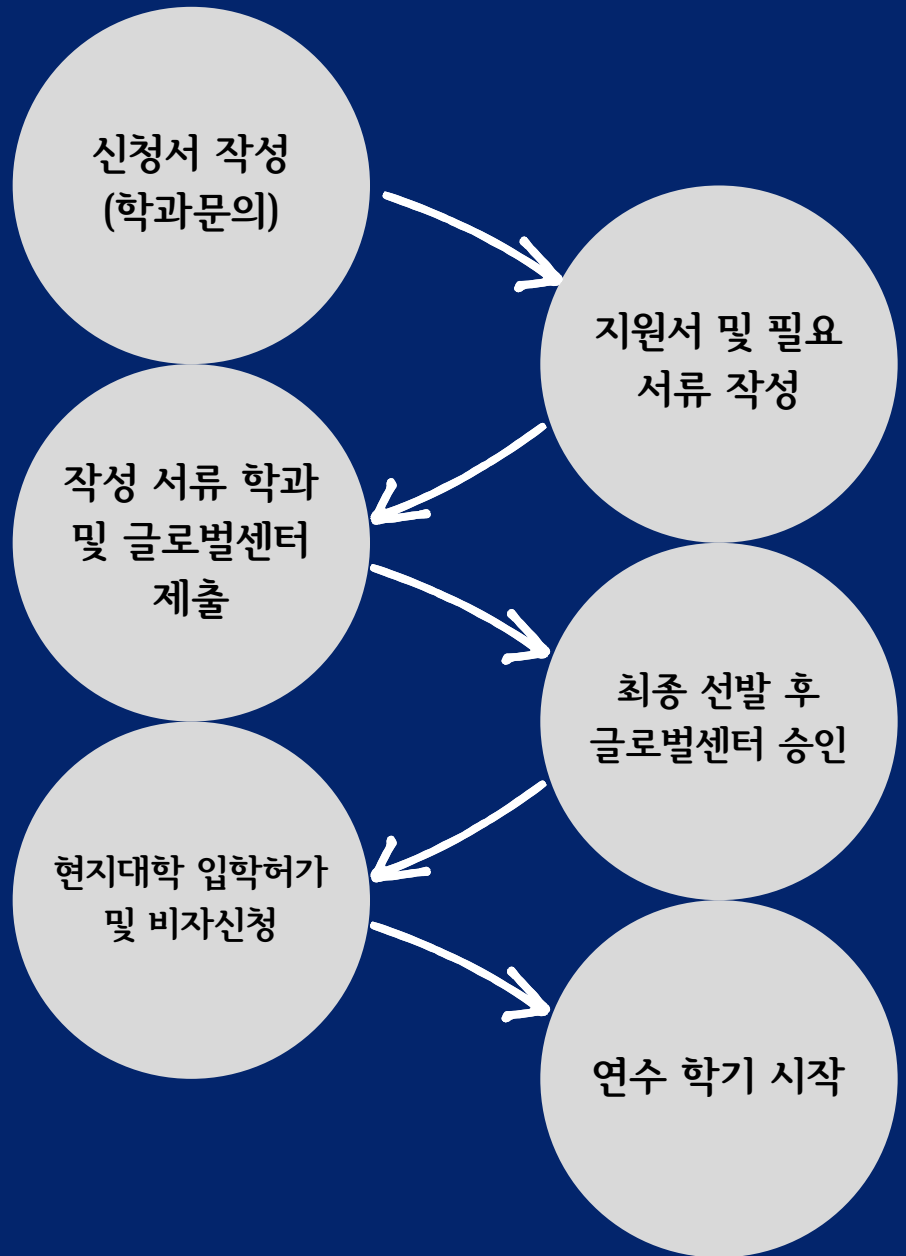 신청서 작성
(학과문의)
지원서 및 필요
서류 작성
작성 서류 학과
및 글로벌센터
제출
최종 선발 후
글로벌센터 승인
현지대학 입학허가
및 비자신청
연수 학기 시작